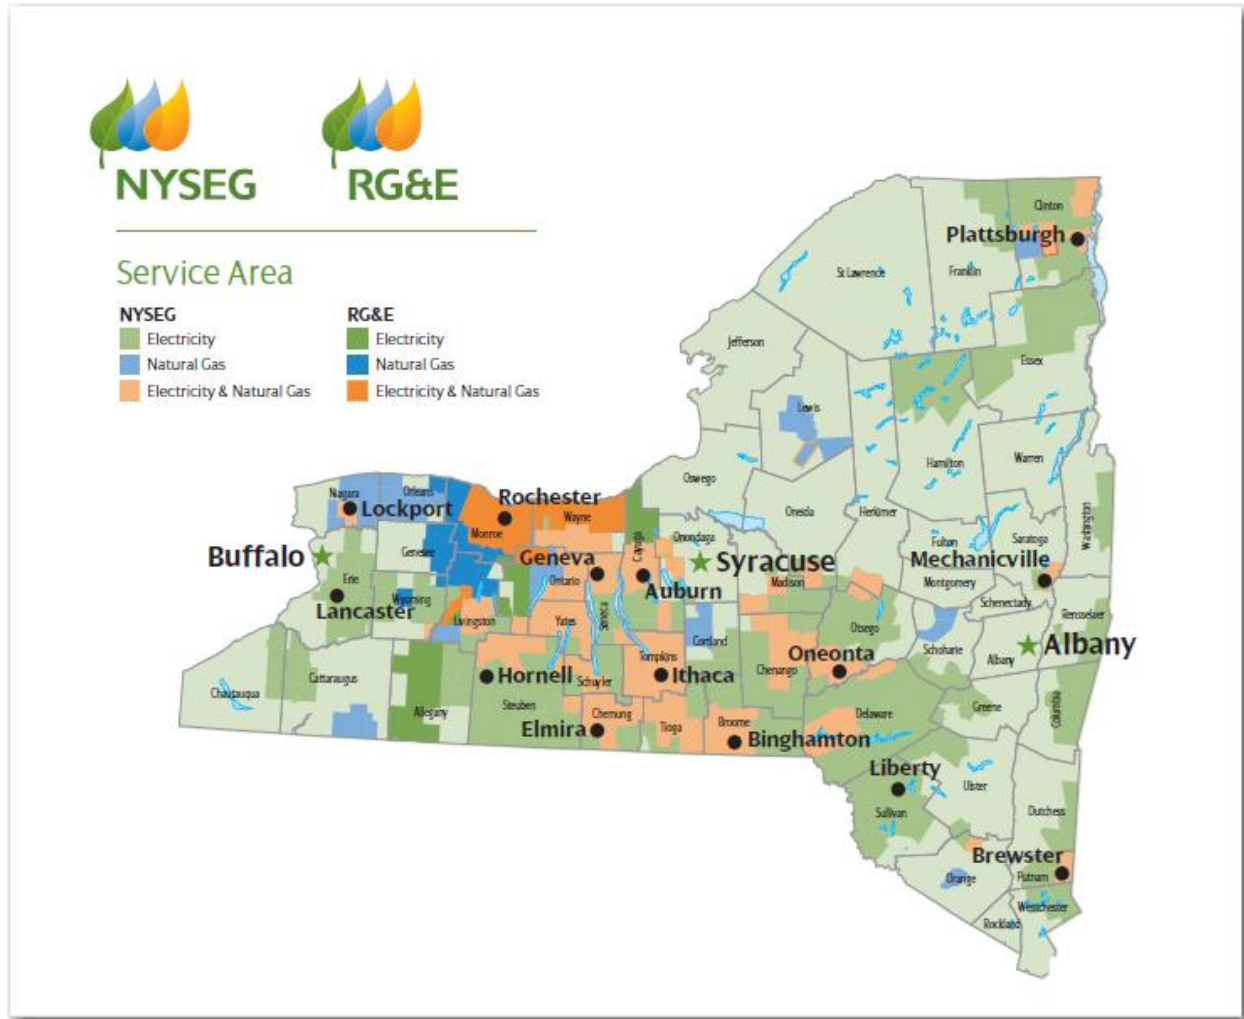 NYSEG RG&E
Service Area
NYSEG RG&E
Electricity Electricity
Natural Gas Natural Gas
Electricity & Natural Gas Electricity & Natural Gas
Clinton
Plattsburgh
St Lawrence
Franklin
Jefferson
Essex
Lewis
Hamilton
Warren
Oswego
Oneida
Herkimer
Washington
Niagara
Orleans
Lockport
Rochester
Monroe
Wayne
Cayuga
Onondaga
Fulton
Saratoga
Buffalo
Genesee
Geneva
Syracuse
Mechanicville
Erie
Ontario
Auburn
Madison
Montgomery
Lancaster
Wyoming
Livingston
Yates
Seneca
Schenectady
Rensselaer
Cortland
Otsego
Schoharie
Albany
Albany
Tompkins
Oneonta
Chautauqua
Cattaraugus
Hornell
Schuyler
Ithaca
Chenango
Allegany
Steuben
Elmira
Chemung
Tioga
Broome
Binghamton
Delaware
Greene
Columbia
Liberty
Sullivan
Ulster
Dutchess
Brewster
Orange
Putnam
Westchester
Rockland